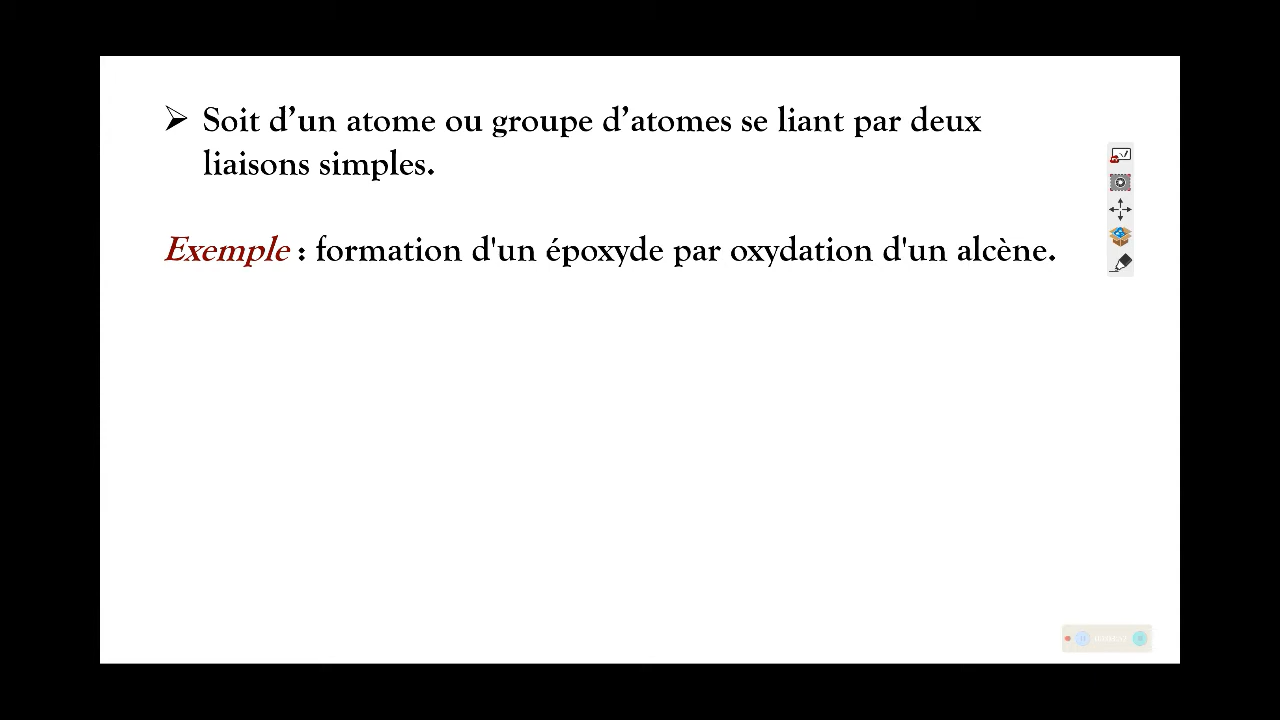 ➢ Soit d’un atome ou groupe d’atomes se liant par deux
liaisons simples.
Exemple : formation d'un époxyde par oxydation d'un alcène.